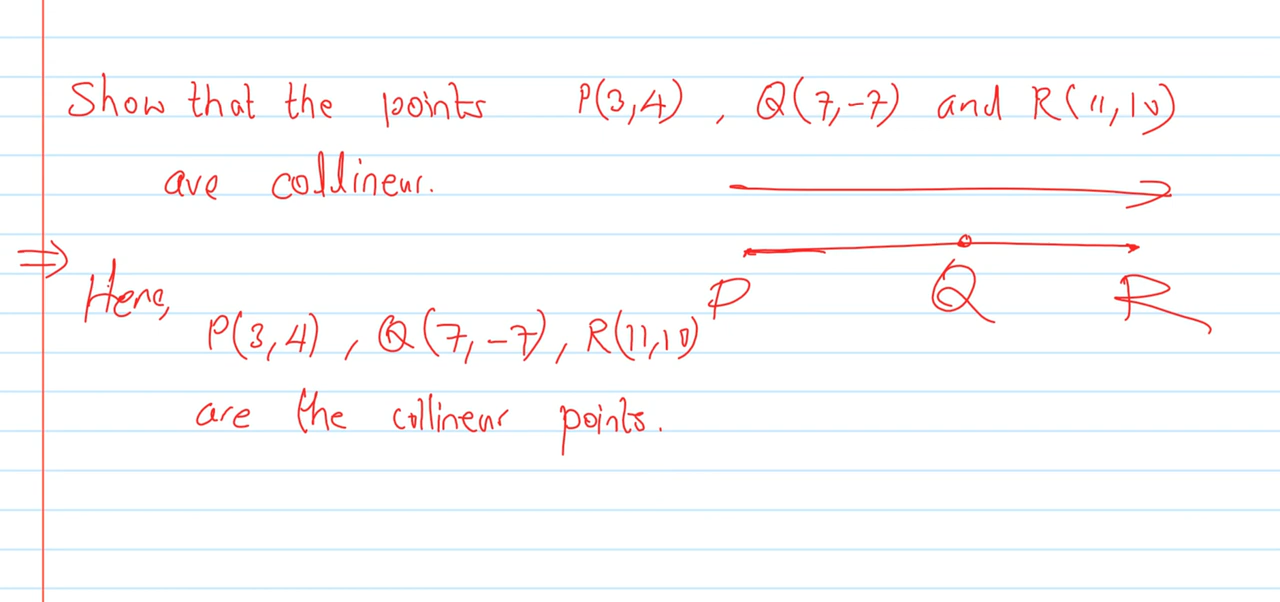 Show that the points P(3,4), Q(7,-7) and R(11,10)
are collinear.
⇒
Here,
P(3,4), Q(7,-7), R(11,10)
are the collinear points.
P Q R